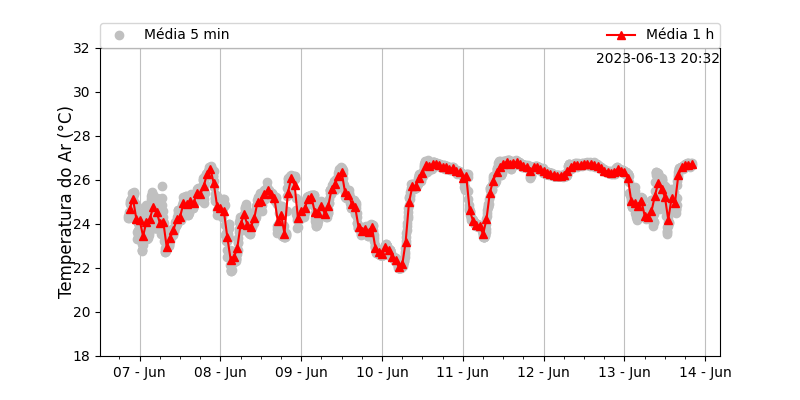 Média 5 min
Média 1 h
2023-06-13 20:32
Temperatura do Ar (°C)
32
30
28
26
24
22
20
18
07 - Jun
08 - Jun
09 - Jun
10 - Jun
11 - Jun
12 - Jun
13 - Jun
14 - Jun